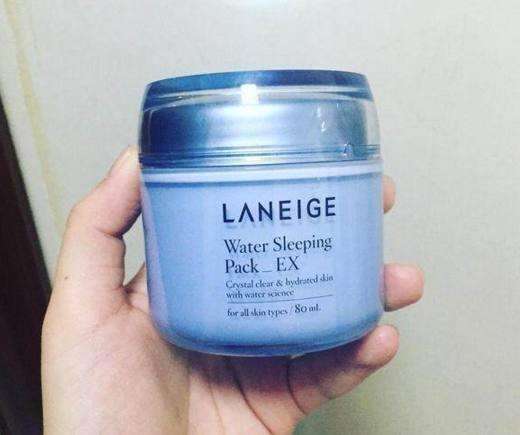 LANEIGE
Water Sleeping
Pack_EX
Crystal clear & hydrated skin
with water science
for all skin types / 80 mL